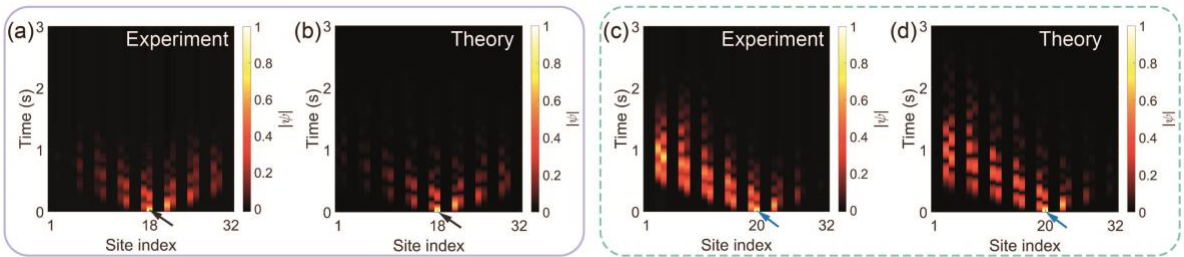 (a) Experiment
Time (s)
3
2
1
0
1 18 32
Site index
1
0.8
0.6
0.4
0.2
0
|ψ|
(b) Theory
Time (s)
3
2
1
0
1 18 32
Site index
1
0.8
0.6
0.4
0.2
0
|ψ|
(c) Experiment
Time (s)
3
2
1
0
1 20 32
Site index
1
0.8
0.6
0.4
0.2
0
|ψ|
(d) Theory
Time (s)
3
2
1
0
1 20 32
Site index
1
0.8
0.6
0.4
0.2
0
|ψ|